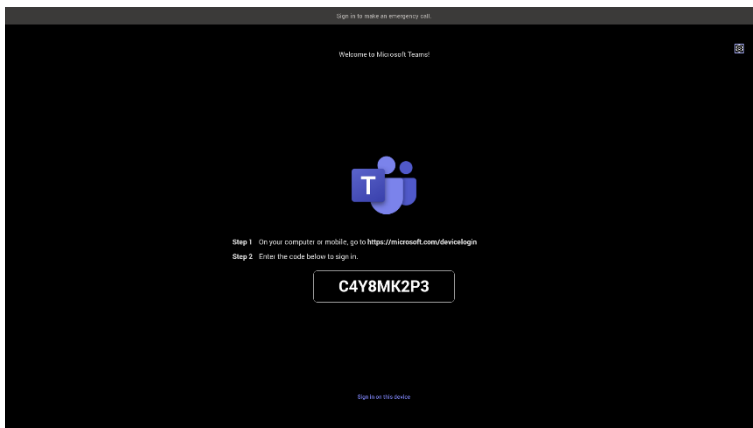 Sign in to make an emergency call.
Welcome to Microsoft Teams!
T
Step 1 On your computer or mobile, go to https://microsoft.com/devicelogin
Step 2 Enter the code below to sign in.
C4Y8MK2P3
Sign in on this device